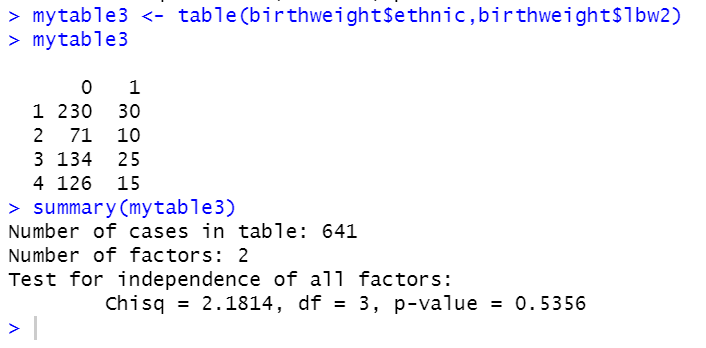 > mytable3 <- table(birthweight$ethnic,birthweight$lbw2)
> mytable3
0 1
1 230 30
2 71 10
3 134 25
4 126 15
> summary(mytable3)
Number of cases in table: 641
Number of factors: 2
Test for independence of all factors:
Chisq = 2.1814, df = 3, p-value = 0.5356
>